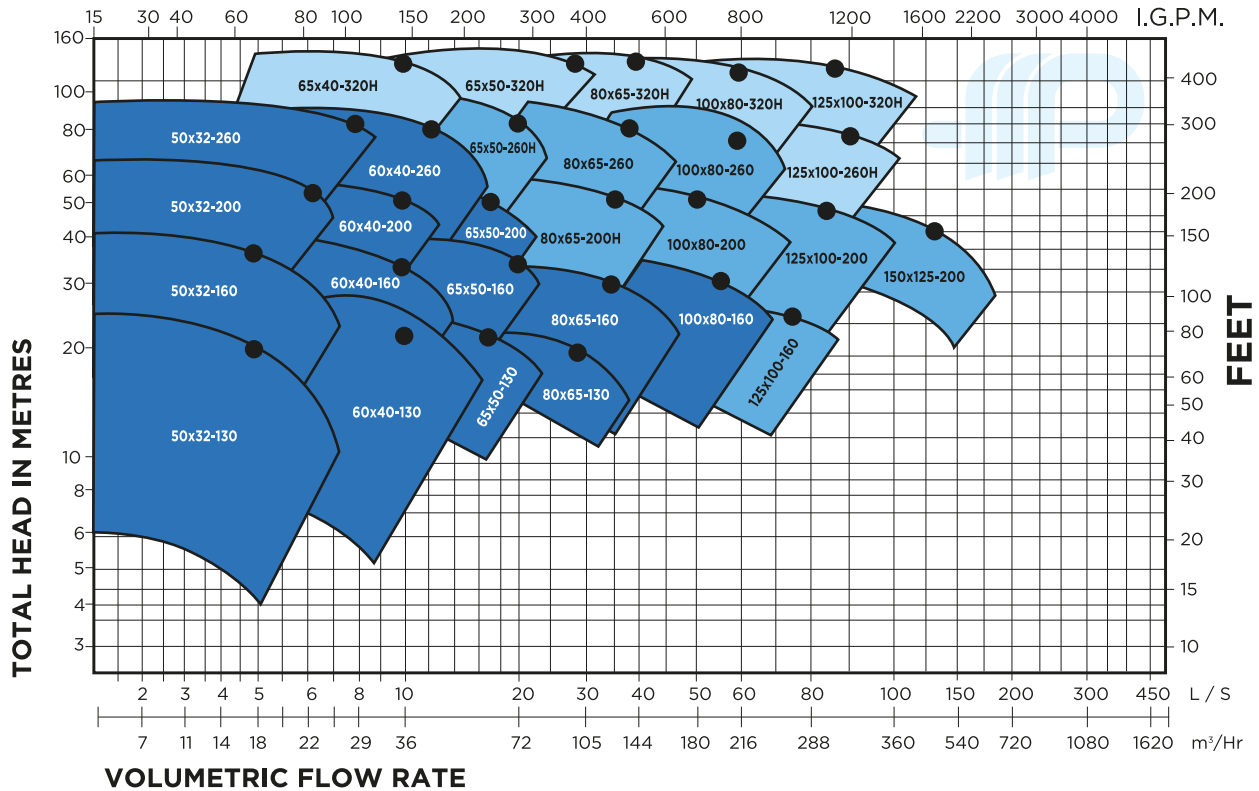 15 30 40 60 80 100 150 200 300 400 500 600 800 1200 1600 2200 3000 4000 I.G.P.M.
160
100
80
60
50
40
30
20
10
8
6
5
4
3
TOTAL HEAD IN METRES
400
300
200
150
100
80
60
50
40
30
20
15
10
FEET
65x40-320H
65x50-320H
80x65-320H
100x80-320H
125x100-320H
50x32-260
60x40-260
65x50-260H
80x65-260
100x80-260
125x100-260H
50x32-200
60x40-200
65x50-200
80x65-200H
100x80-200
125x100-200
150x125-200
50x32-160
60x40-160
65x50-160
80x65-160
100x80-160
125x100-160
50x32-130
60x40-130
65x50-130
80x65-130
2 3 4 5 6 8 10 20 30 40 50 60 80 100 150 200 300 450 L / S
7 11 14 18 22 29 36 72 105 144 180 216 288 360 540 720 1080 1620 m³/Hr
VOLUMETRIC FLOW RATE